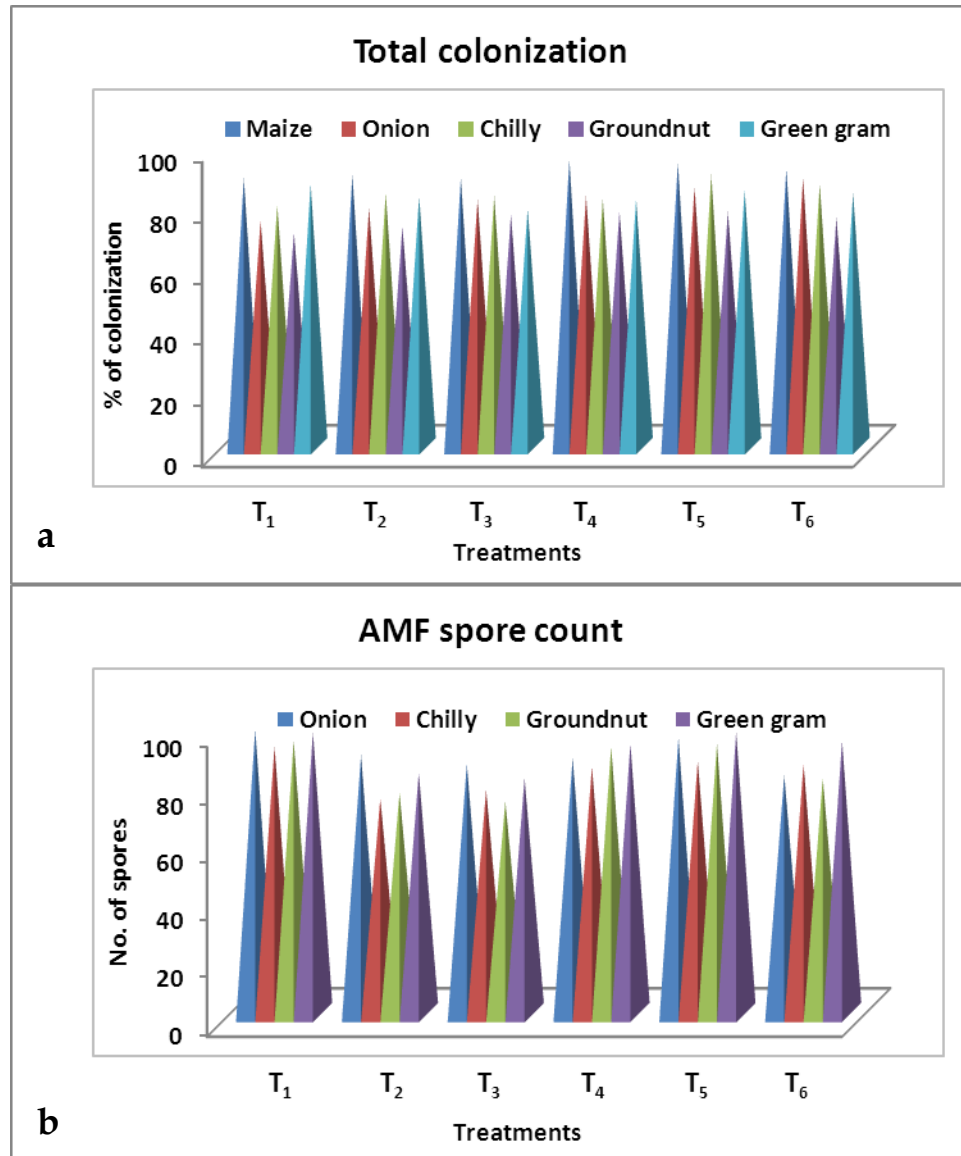 Total colonization
Maize Onion Chilly Groundnut Green gram
100
80
60
40
20
0
% of colonization
T₁ T₂ T₃ T₄ T₅ T₆
Treatments
a
AMF spore count
Onion Chilly Groundnut Green gram
100
80
60
40
20
0
No. of spores
T₁ T₂ T₃ T₄ T₅ T₆
Treatments
b